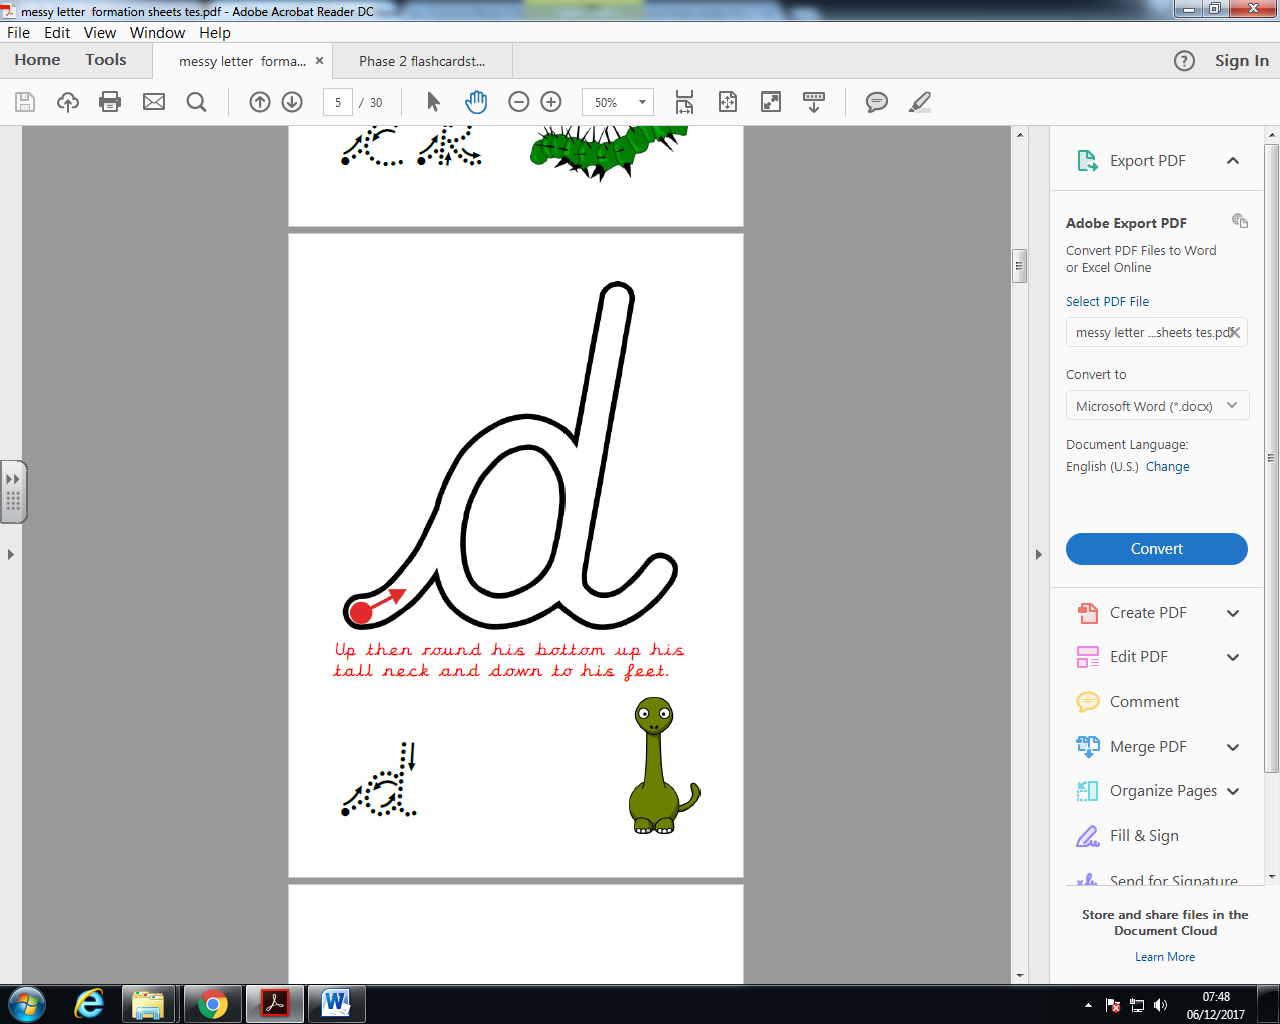 messy letter  formation sheets tes.pdf - Adobe Acrobat Reader DC
File Edit View Window Help
Home Tools messy letter  forma... × Phase 2 flashcardst... Sign In
5 / 30 50%
c k
d
Up then round his bottom up his
tall neck and down to his feet.
d
Export PDF
Adobe Export PDF
Convert PDF Files to Word
or Excel Online
Select PDF File
messy letter ...sheets tes.pdf
Convert to
Microsoft Word (*.docx)
Document Language:
English (U.S.) Change
Convert
Create PDF
Edit PDF
Comment
Merge PDF
Organize Pages
Fill & Sign
Send for Signature
Store and share files in the
Document Cloud
Learn More
07:48
06/12/2017